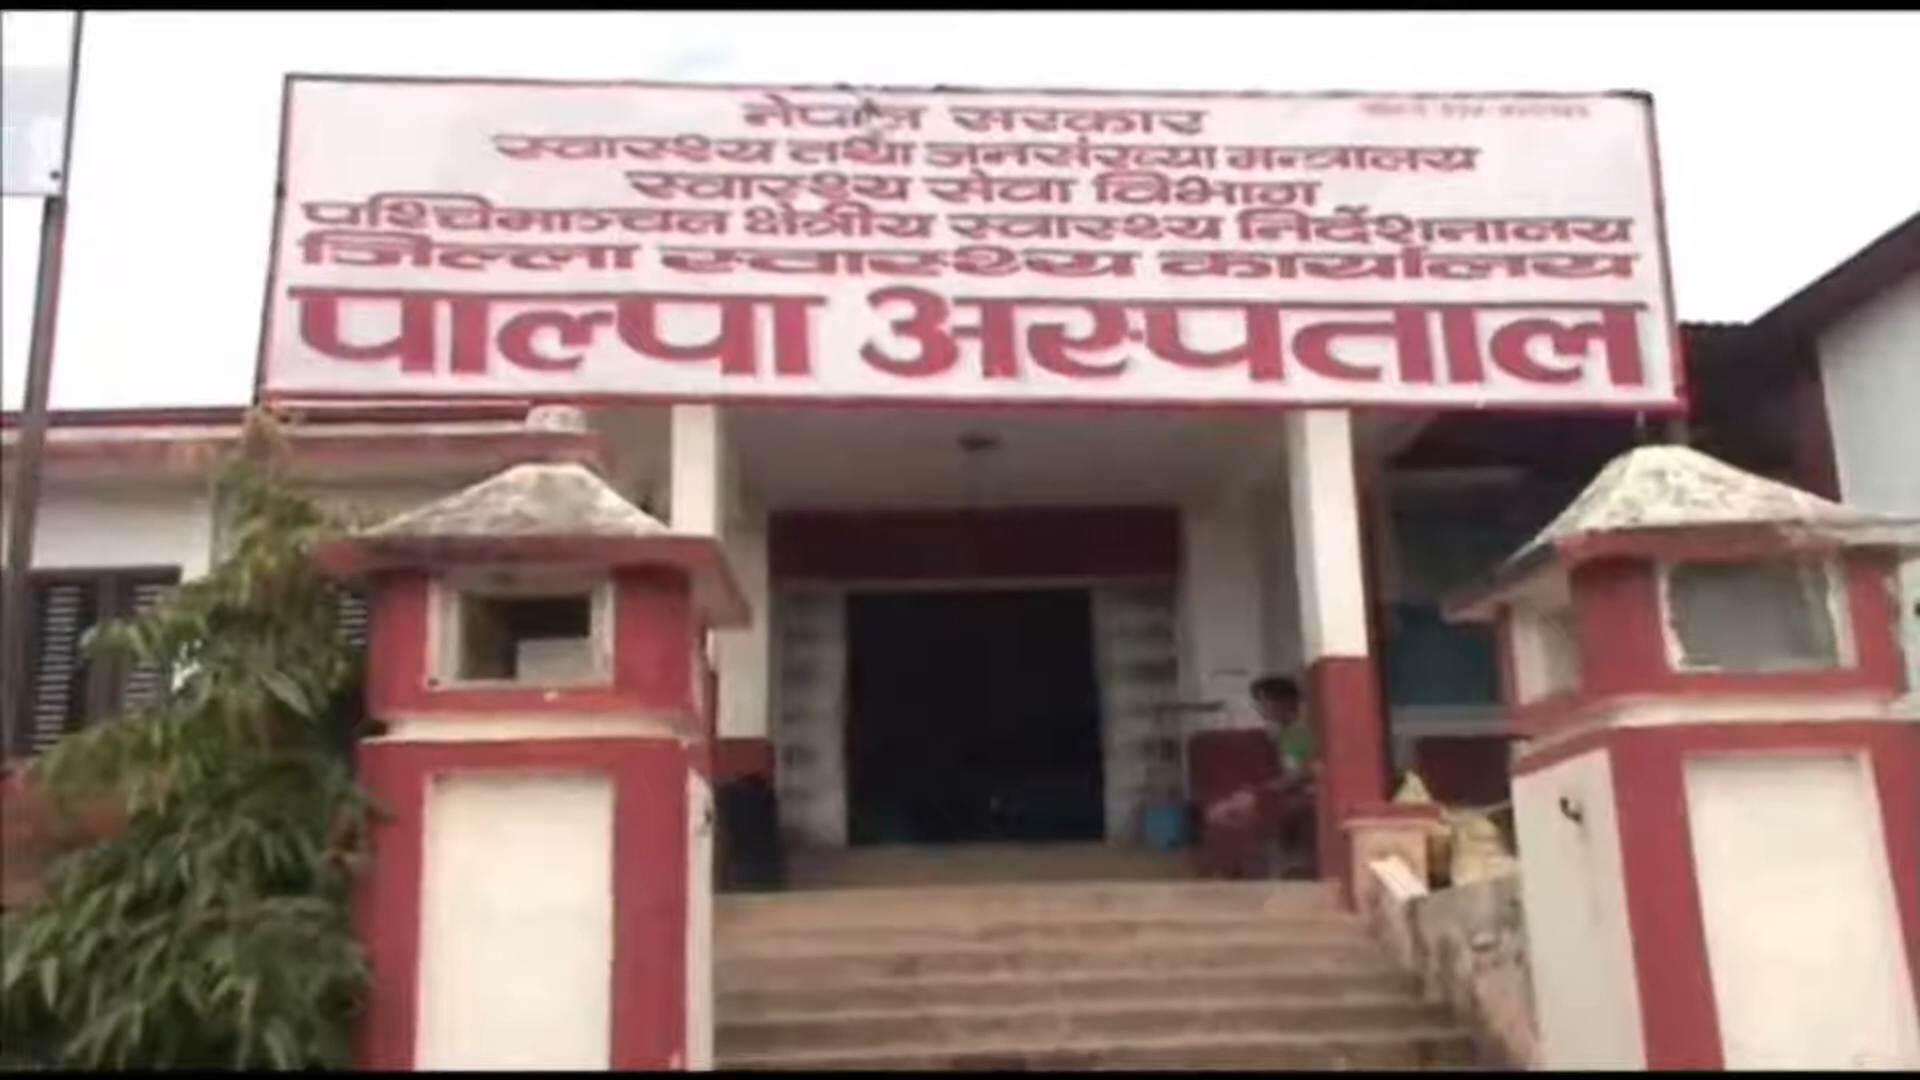 नेपाल सरकार
स्वास्थ्य तथा जनसंख्या मन्त्रालय
स्वास्थ्य सेवा विभाग
पश्चिमाञ्चल क्षेत्रीय स्वास्थ्य निर्देशनालय
जिल्ला स्वास्थ्य कार्यालय
पाल्पा अस्पताल